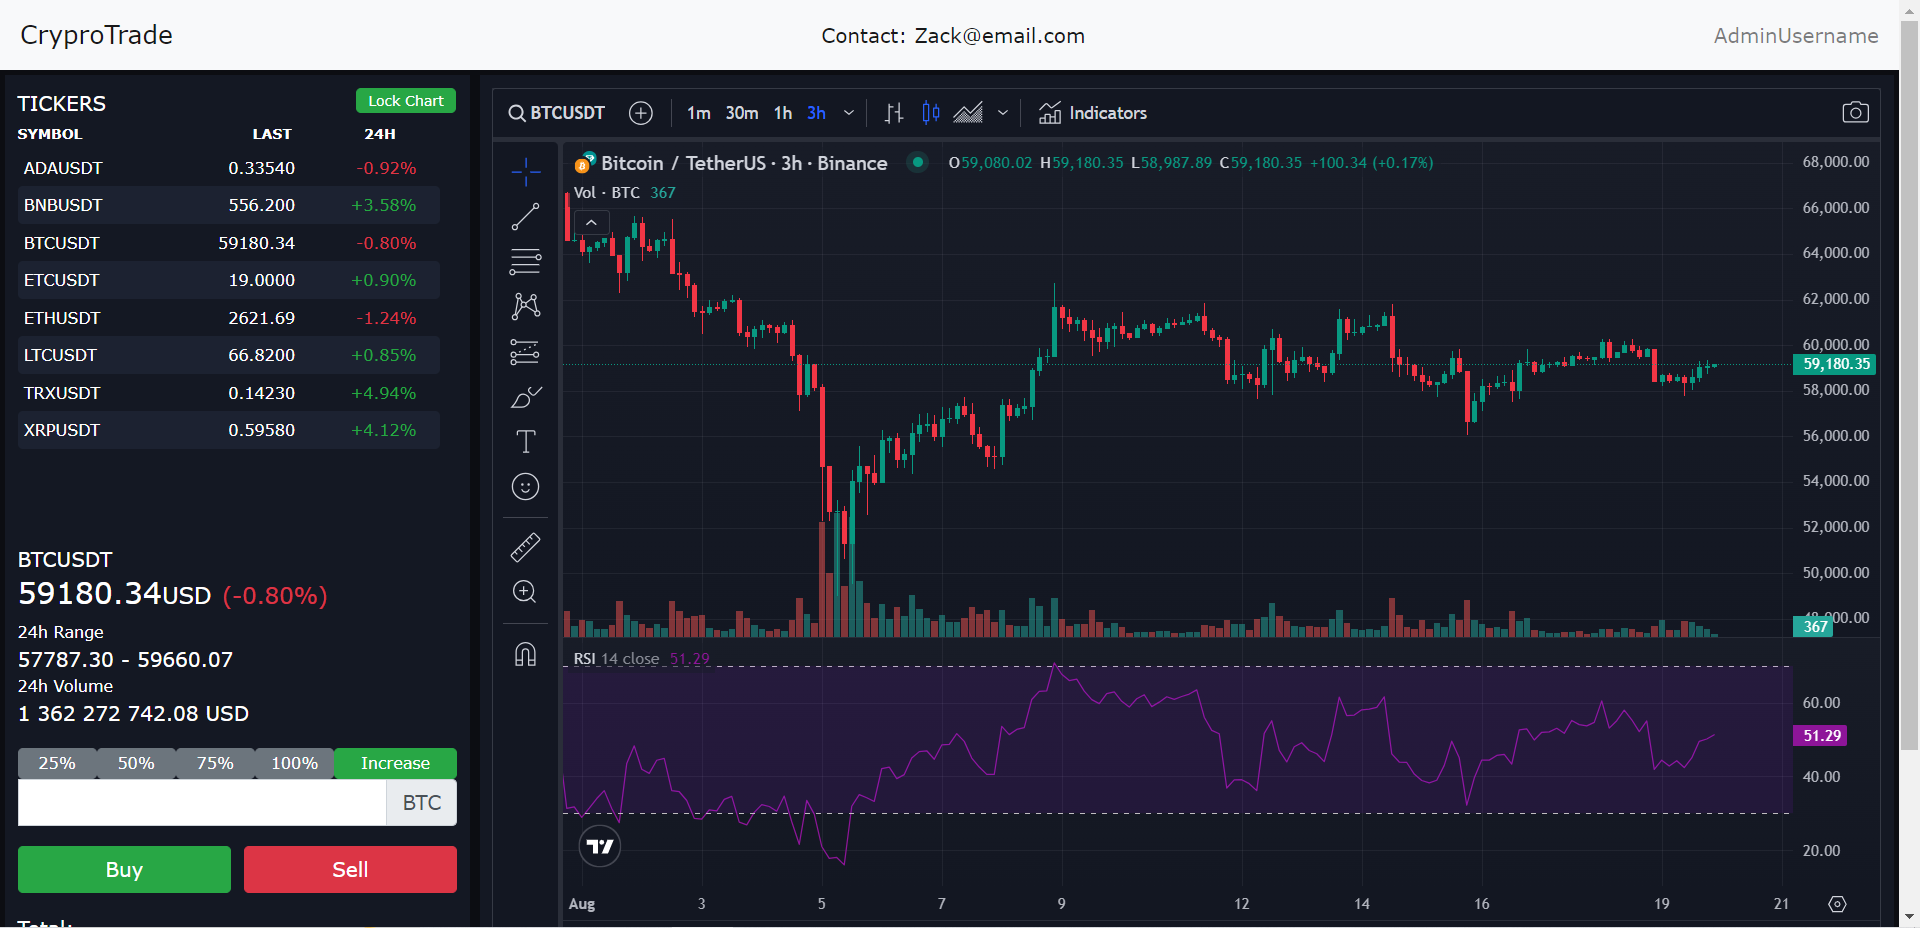 CryproTrade
Contact: Zack@email.com
AdminUsername
TICKERS
Lock Chart
SYMBOL LAST 24H
ADAUSDT 0.33540 -0.92%
BNBUSDT 556.200 +3.58%
BTCUSDT 59180.34 -0.80%
ETCUSDT 19.0000 +0.90%
ETHUSDT 2621.69 -1.24%
LTCUSDT 66.8200 +0.85%
TRXUSDT 0.14230 +4.94%
XRPUSDT 0.59580 +4.12%
BTCUSDT
59180.34USD (-0.80%)
24h Range
57787.30 - 59660.07
24h Volume
1 362 272 742.08 USD
25% 50% 75% 100% Increase
BTC
Buy Sell
Total:
BTCUSDT 1m 30m 1h 3h Indicators
Bitcoin / TetherUS · 3h · Binance O59,080.02 H59,180.35 L58,987.89 C59,180.35 +100.34 (+0.17%)
Vol · BTC 367
68,000.00
66,000.00
64,000.00
62,000.00
60,000.00
59,180.35
58,000.00
56,000.00
54,000.00
52,000.00
50,000.00
367
RSI 14 close 51.29
60.00
51.29
40.00
20.00
Aug 3 5 7 9 12 14 16 19 21